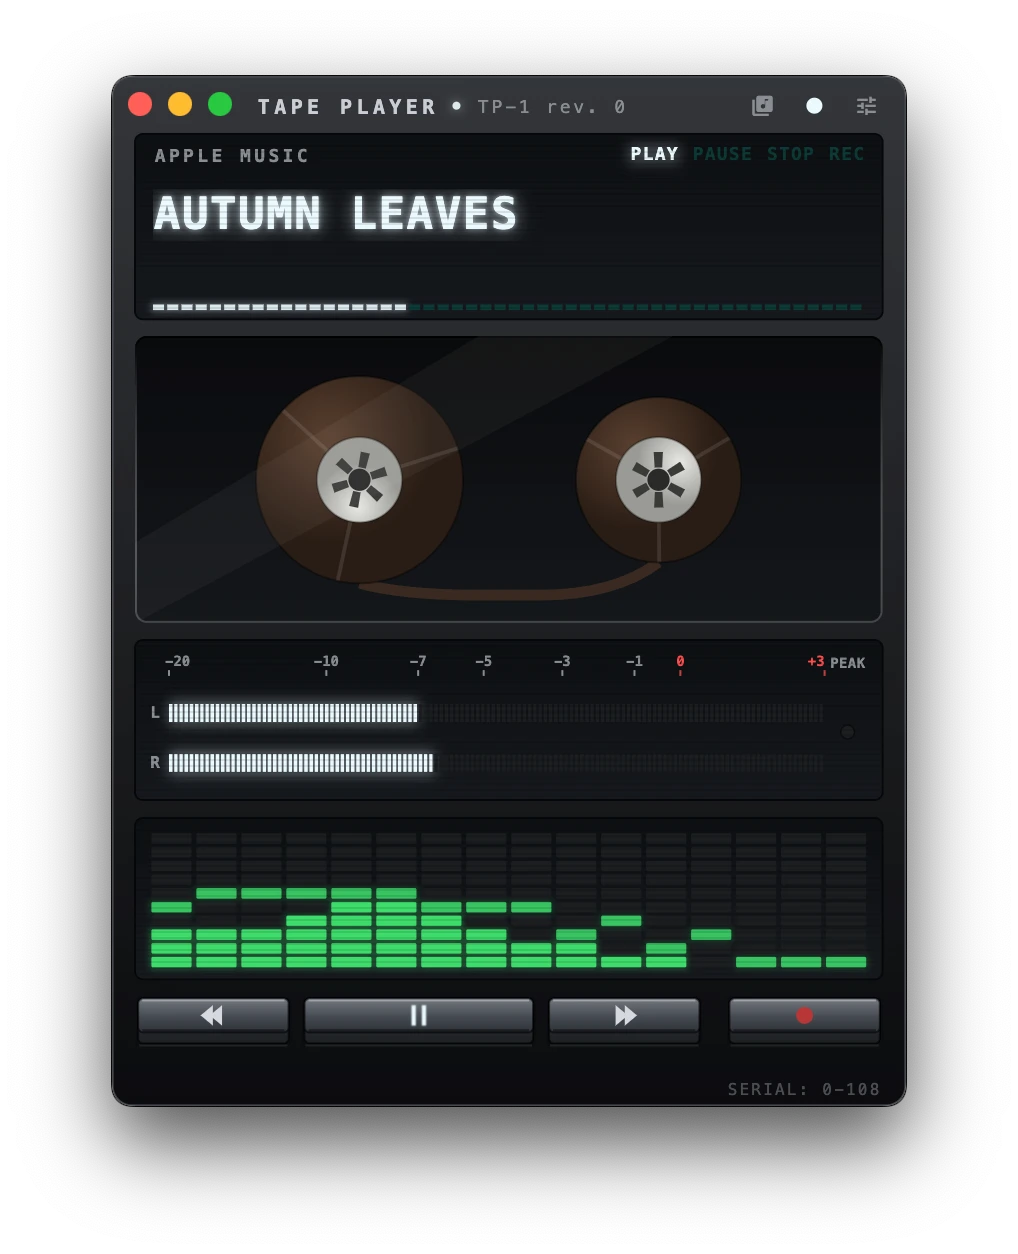 TAPE PLAYER • TP-1 rev. 0
APPLE MUSIC
PLAY PAUSE STOP REC
AUTUMN LEAVES
-20 -10 -7 -5 -3 -1 0 +3 PEAK
L
R
SERIAL: 0-108